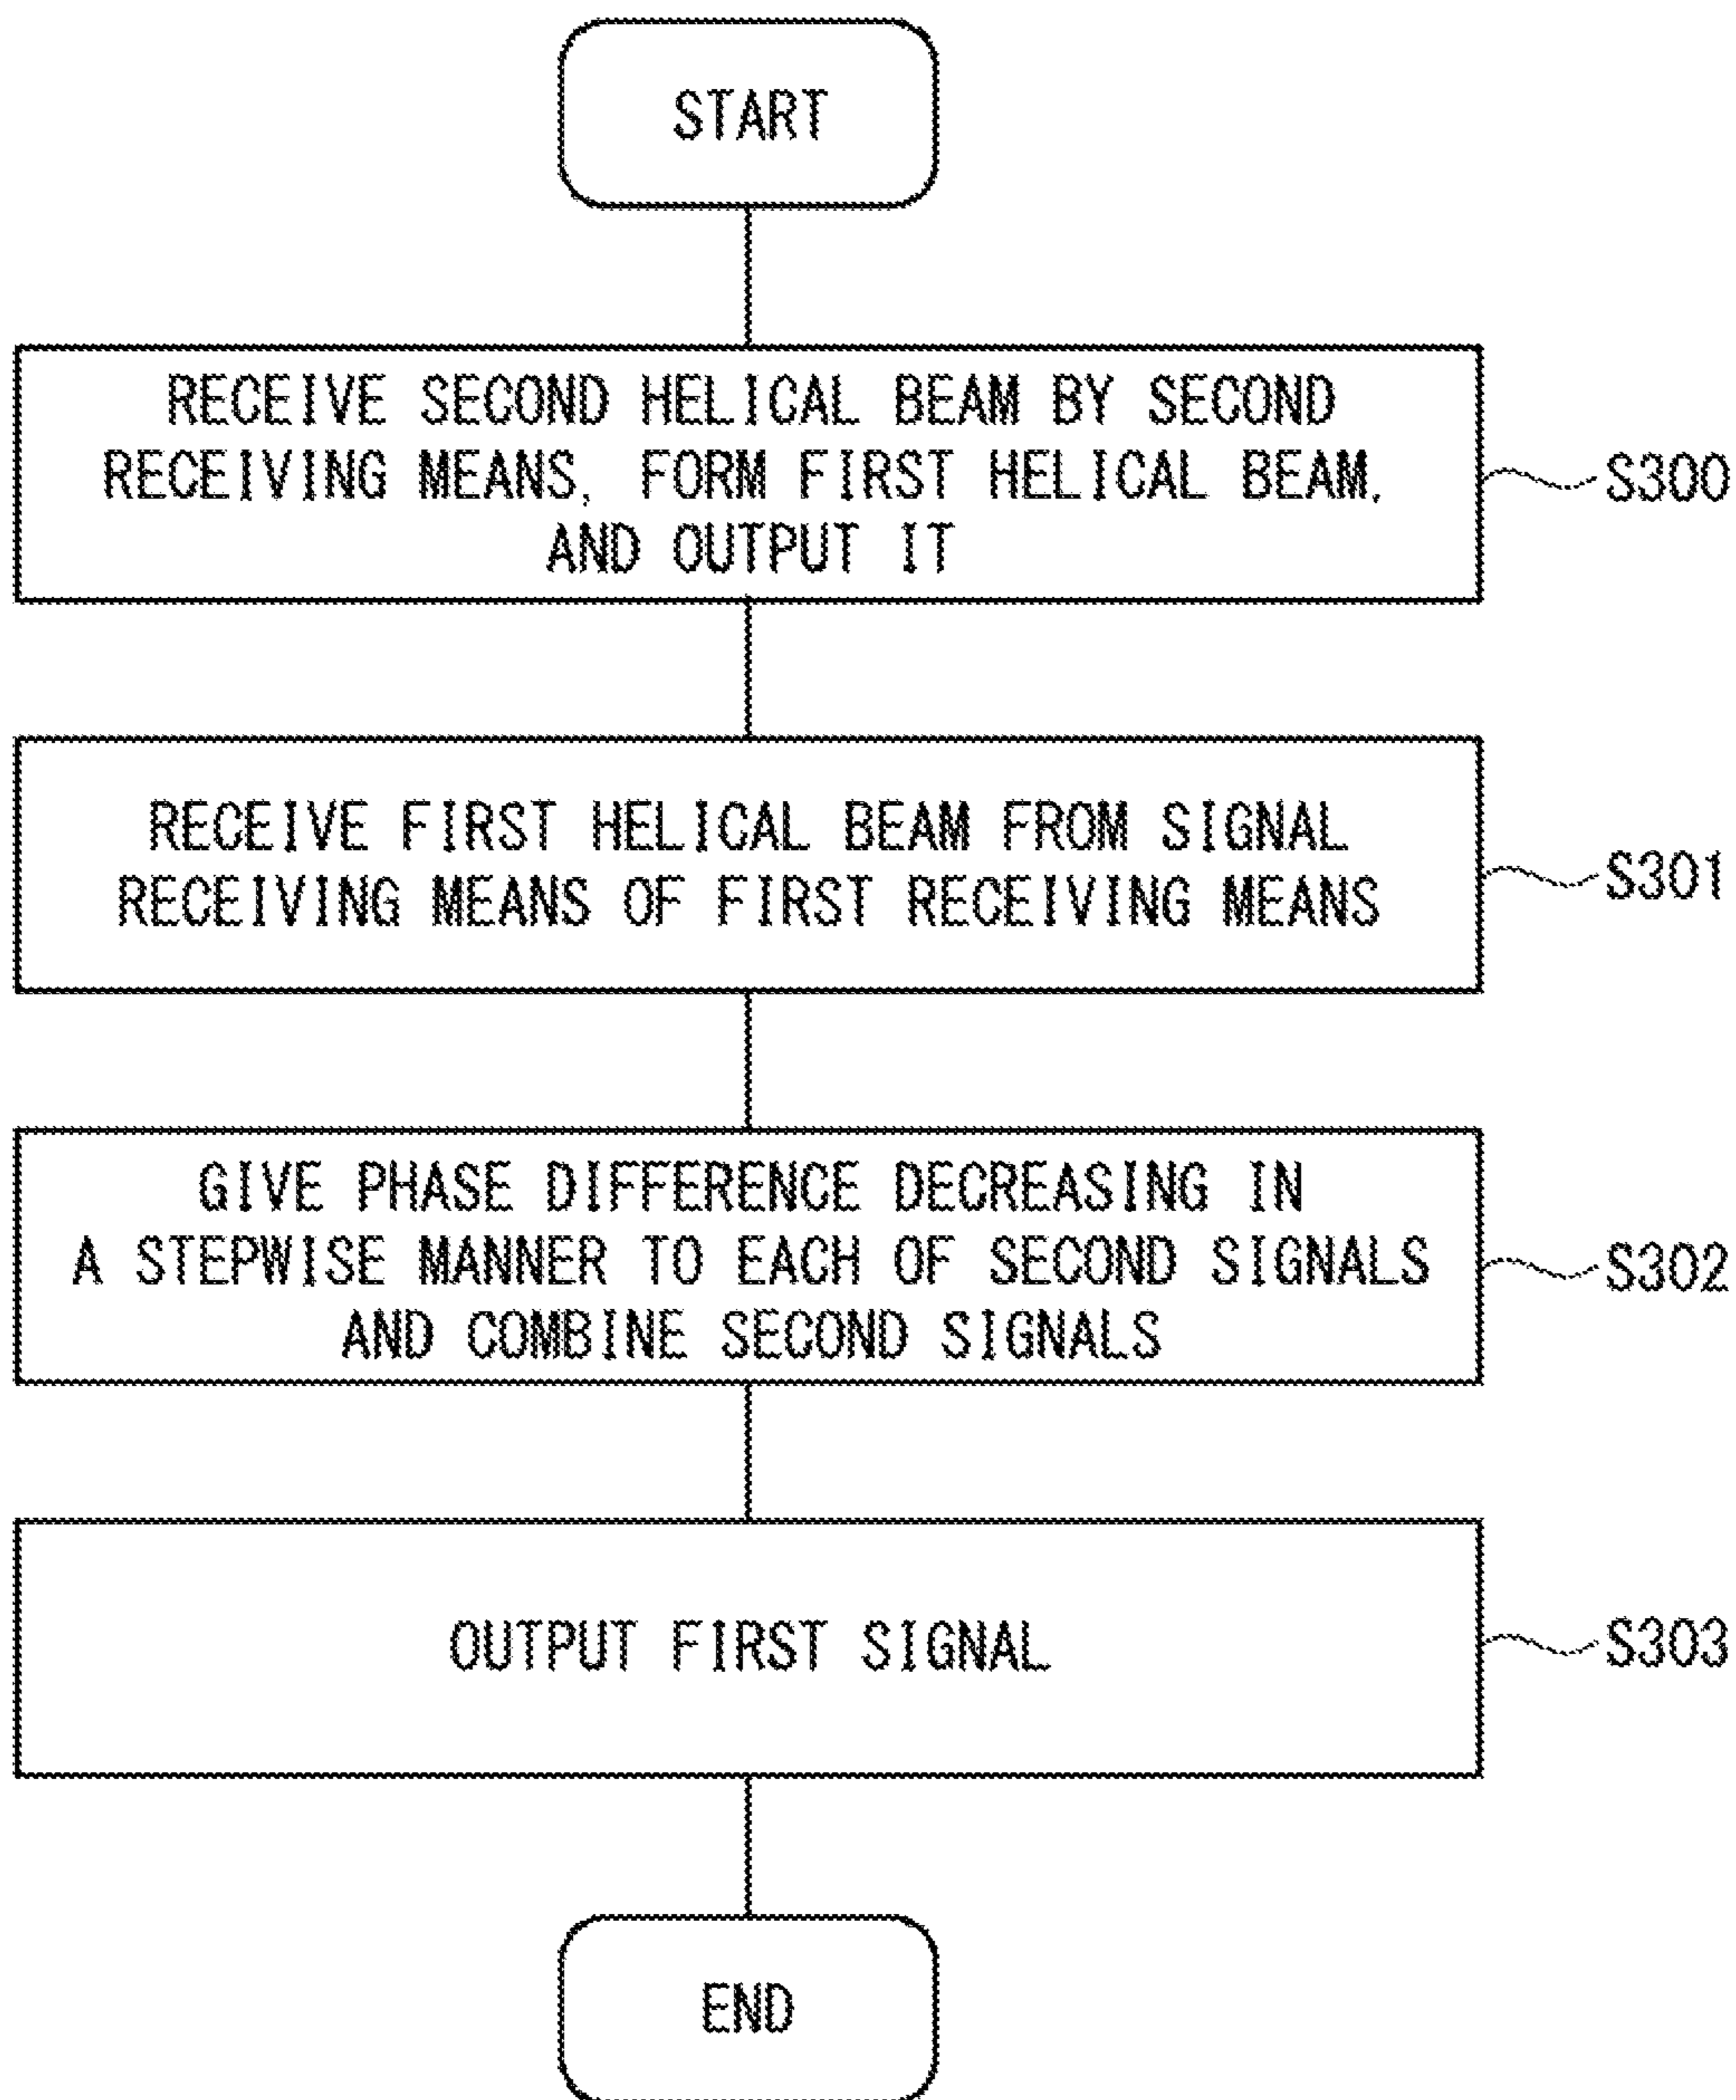 START
RECEIVE SECOND HELICAL BEAM BY SECOND
RECEIVING MEANS, FORM FIRST HELICAL BEAM,
AND OUTPUT IT
S300
RECEIVE FIRST HELICAL BEAM FROM SIGNAL
RECEIVING MEANS OF FIRST RECEIVING MEANS
S301
GIVE PHASE DIFFERENCE DECREASING IN
A STEPWISE MANNER TO EACH OF SECOND SIGNALS
AND COMBINE SECOND SIGNALS
S302
OUTPUT FIRST SIGNAL
S303
END